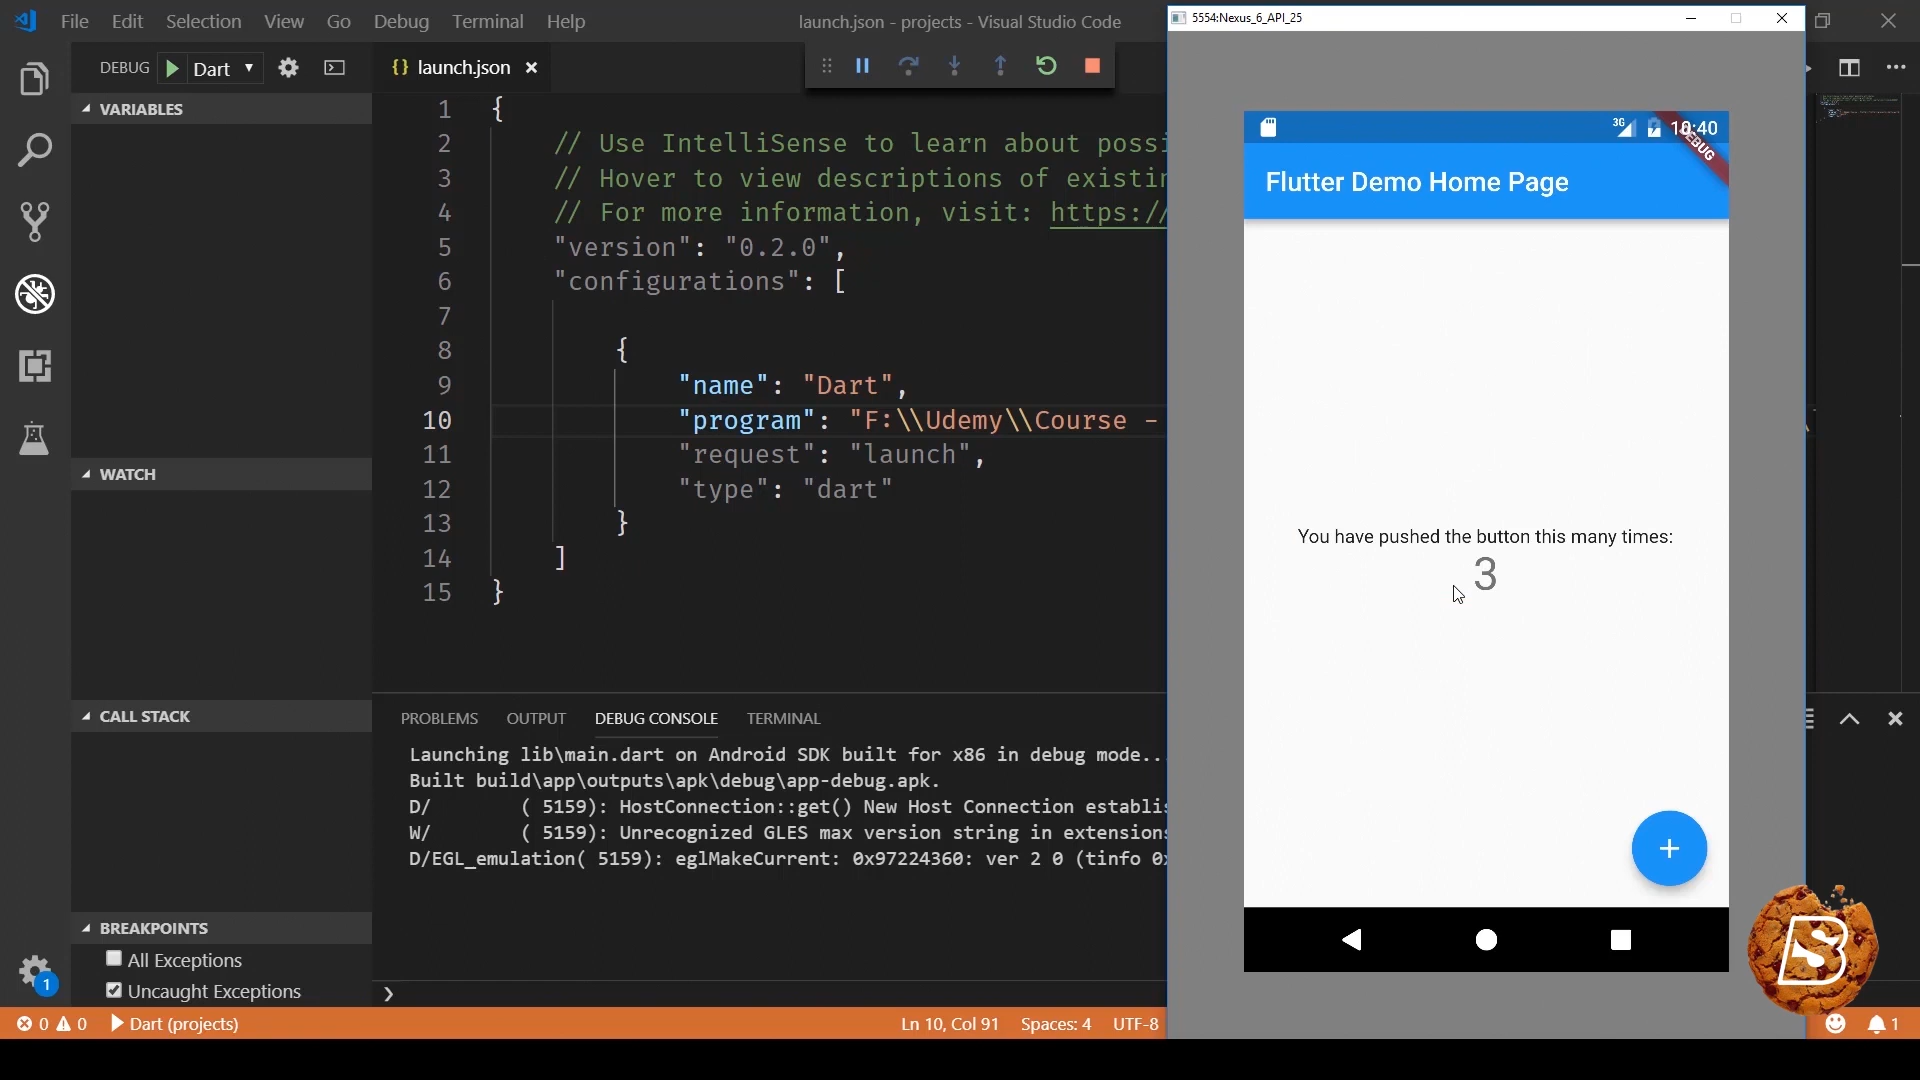 File Edit Selection View Go Debug Terminal Help
launch.json - projects - Visual Studio Code
5554:Nexus_6_API_25
DEBUG Dart
{} launch.json
VARIABLES
WATCH
CALL STACK
BREAKPOINTS
All Exceptions
Uncaught Exceptions
1 {
2 // Use IntelliSense to learn about possi
3 // Hover to view descriptions of existin
4 // For more information, visit: https://
5 "version": "0.2.0",
6 "configurations": [
7
8 {
9 "name": "Dart",
10 "program": "F:\\Udemy\\Course -
11 "request": "launch",
12 "type": "dart"
13 }
14 ]
15 }
PROBLEMS OUTPUT DEBUG CONSOLE TERMINAL
Launching lib\main.dart on Android SDK built for x86 in debug mode...
Built build\app\outputs\apk\debug\app-debug.apk.
D/ ( 5159): HostConnection::get() New Host Connection establis
W/ ( 5159): Unrecognized GLES max version string in extensions
D/EGL_emulation( 5159): eglMakeCurrent: 0x97224360: ver 2 0 (tinfo 0x
3G 10:40
DEBUG
Flutter Demo Home Page
You have pushed the button this many times:
3
+
B
1
0 0 Dart (projects)
Ln 10, Col 91 Spaces: 4 UTF-8
1